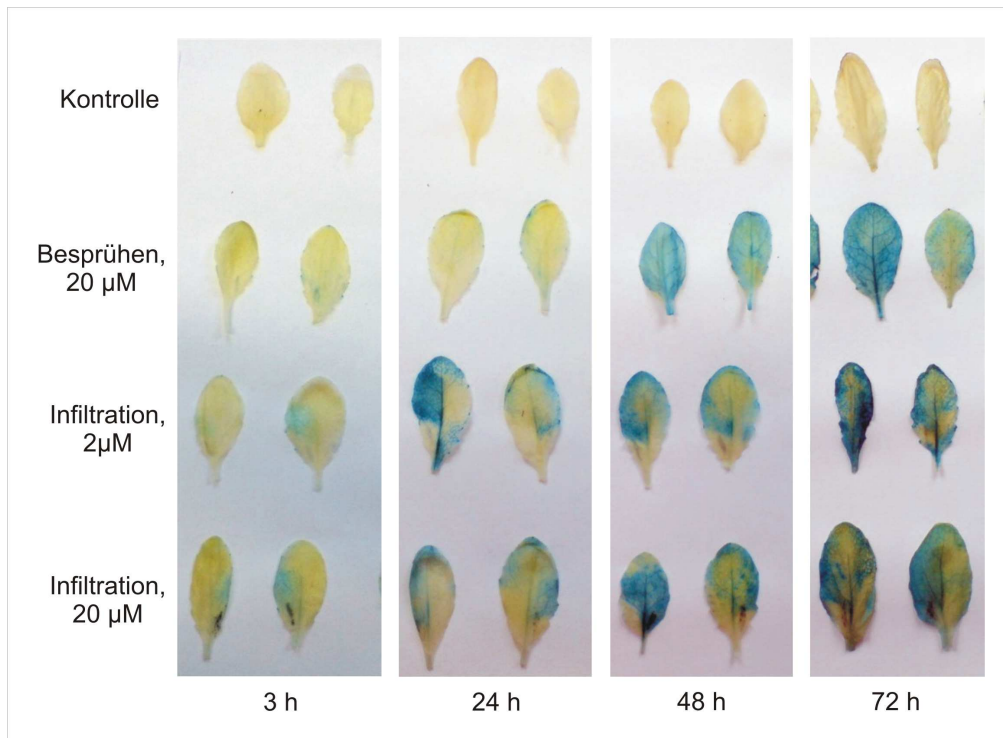 Kontrolle
Besprühen,
20 µM
Infiltration,
2µM
Infiltration,
20 µM
3 h
24 h
48 h
72 h